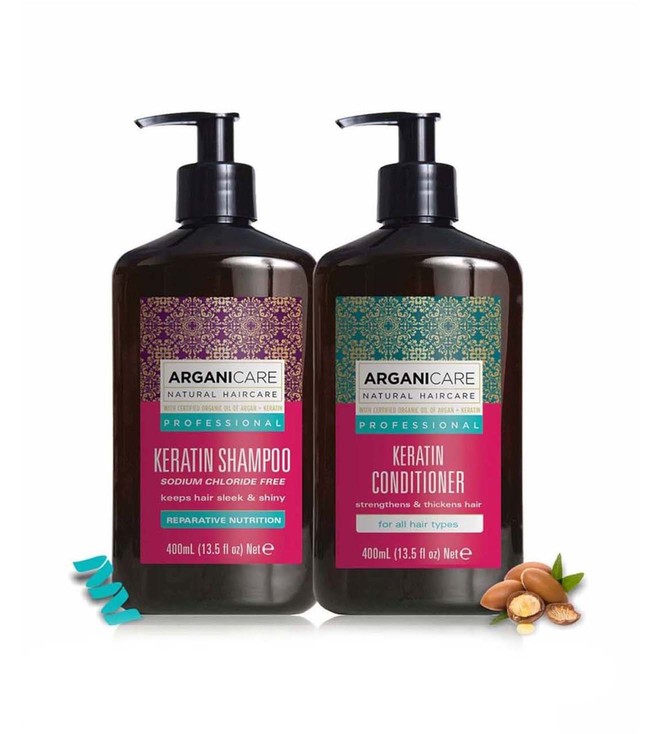 ARGANICARE
NATURAL HAIRCARE
WITH CERTIFIED ORGANIC OIL OF ARGAN + KERATIN
PROFESSIONAL
KERATIN SHAMPOO
SODIUM CHLORIDE FREE
keeps hair sleek & shiny
REPARATIVE NUTRITION
400mL (13.5 fl oz) Net e
ARGANICARE
NATURAL HAIRCARE
WITH CERTIFIED ORGANIC OIL OF ARGAN + KERATIN
PROFESSIONAL
KERATIN
CONDITIONER
strengthens & thickens hair
for all hair types
400mL (13.5 fl oz) Net e